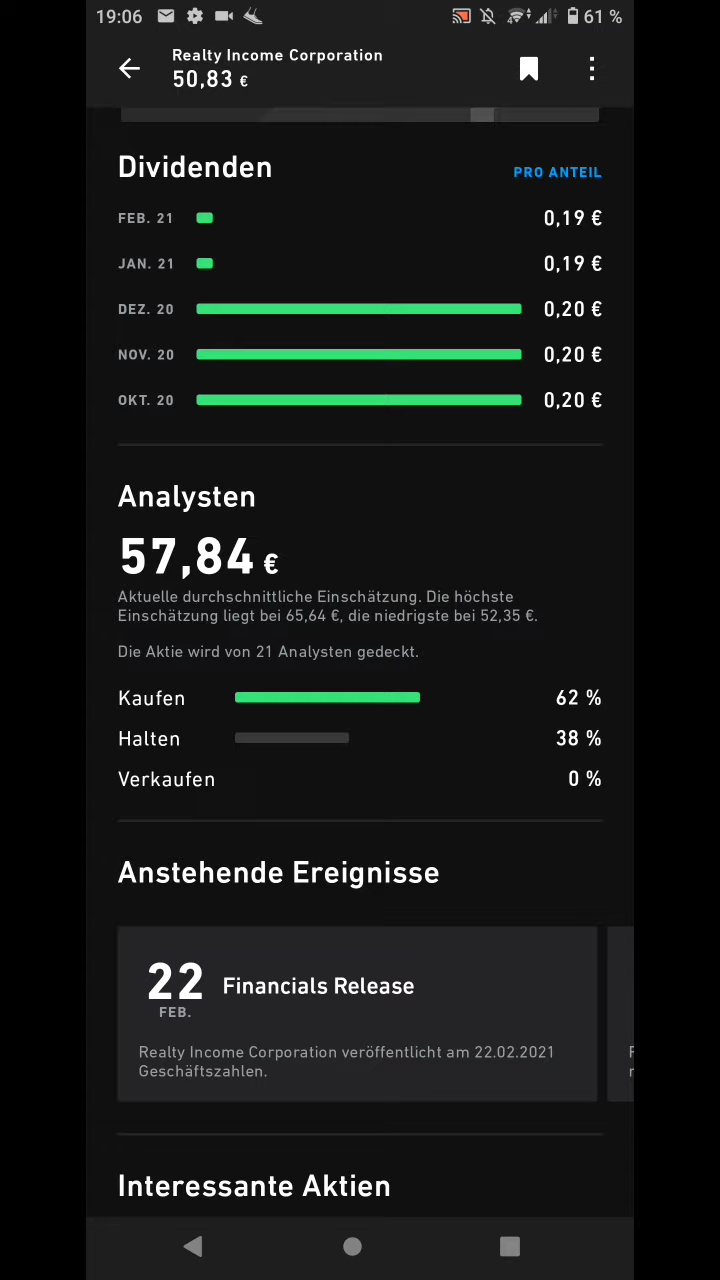 19:06
61 %
Realty Income Corporation
50,83 €
Dividenden
PRO ANTEIL
FEB. 21 0,19 €
JAN. 21 0,19 €
DEZ. 20 0,20 €
NOV. 20 0,20 €
OKT. 20 0,20 €
Analysten
57,84 €
Aktuelle durchschnittliche Einschätzung. Die höchste
Einschätzung liegt bei 65,64 €, die niedrigste bei 52,35 €.
Die Aktie wird von 21 Analysten gedeckt.
Kaufen 62 %
Halten 38 %
Verkaufen 0 %
Anstehende Ereignisse
22 Financials Release
FEB.
Realty Income Corporation veröffentlicht am 22.02.2021
Geschäftszahlen.
Interessante Aktien